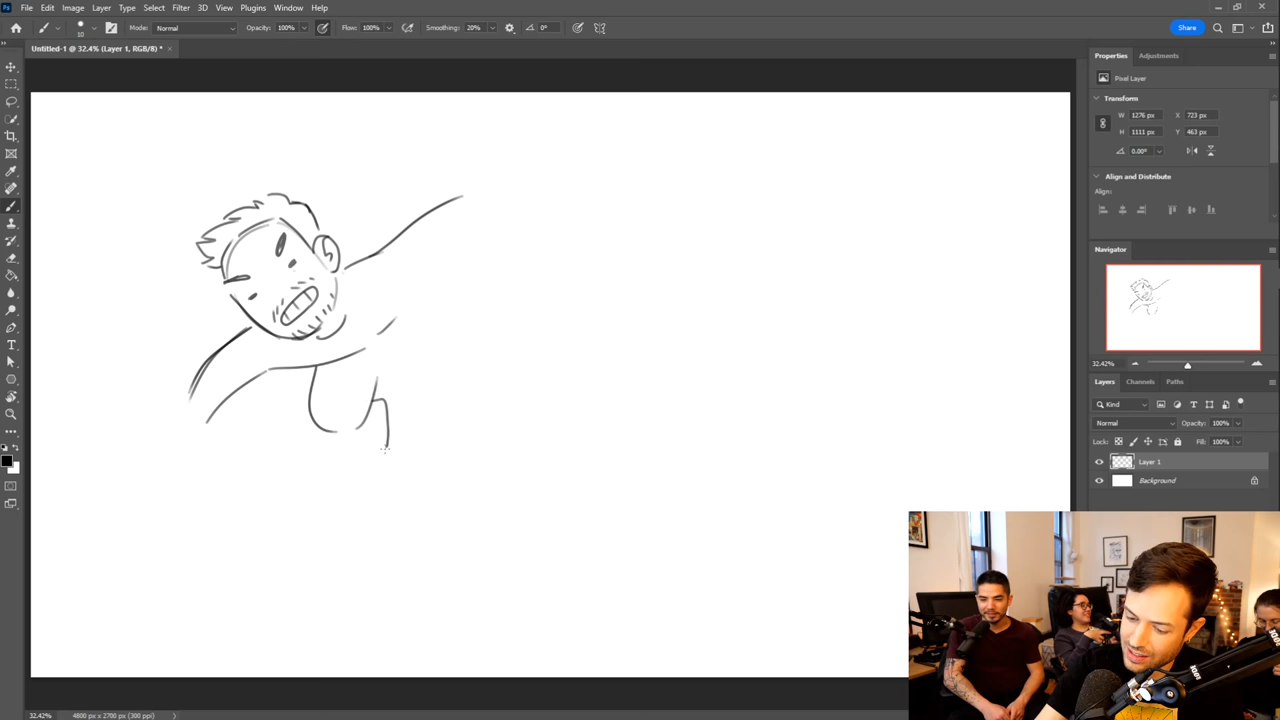 Ps File Edit Image Layer Type Select Filter 3D View Plugins Window Help
10 Mode: Normal Opacity: 100% Flow: 100% Smoothing: 20% 0° Share
Untitled-1 @ 32.4% (Layer 1, RGB/8) * ×
Properties Adjustments
Pixel Layer
Transform
W 1276 px X 723 px
H 1111 px Y 463 px
0.00°
Align and Distribute
Align:
Navigator
32.42%
Layers Channels Paths
Kind
Normal Opacity: 100%
Lock: Fill: 100%
Layer 1
Background
32.42% 4800 px x 2700 px (300 ppi)